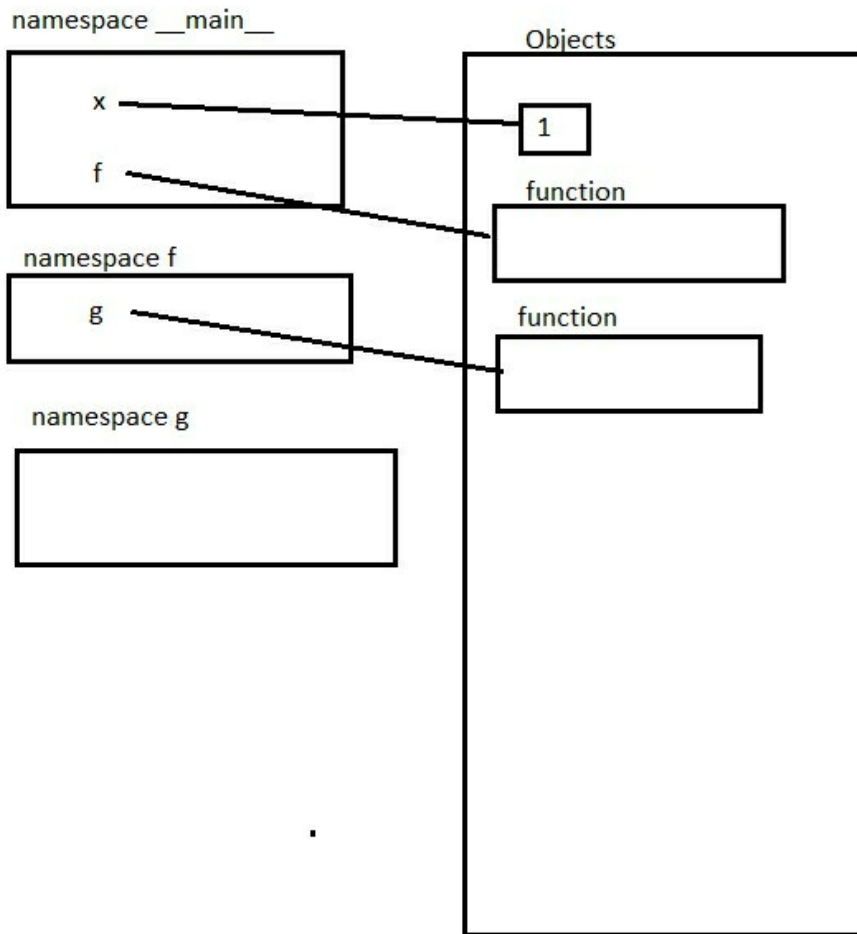 namespace __main__
Objects
x
1
f
function
namespace f
g
function
namespace g